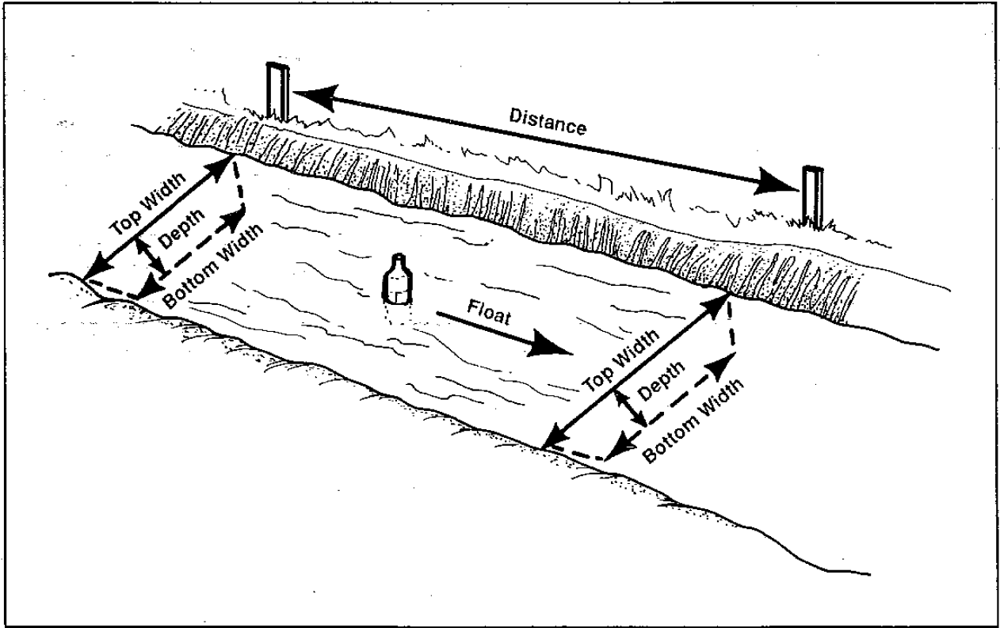 Distance
Top Width
Depth
Bottom Width
Float
Top Width
Depth
Bottom Width